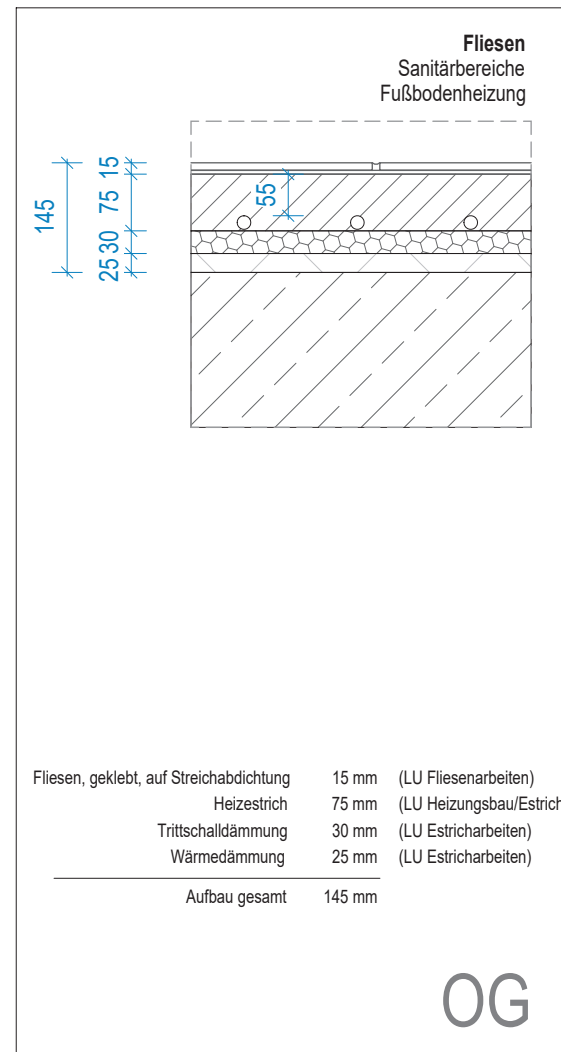 Fliesen
Sanitärbereiche
Fußbodenheizung
145
15
75
30
25
55
Fliesen, geklebt, auf Streichabdichtung 15 mm (LU Fliesenarbeiten)
Heizestrich 75 mm (LU Heizungsbau/Estrich
Trittschalldämmung 30 mm (LU Estricharbeiten)
Wärmedämmung 25 mm (LU Estricharbeiten)
Aufbau gesamt 145 mm
OG